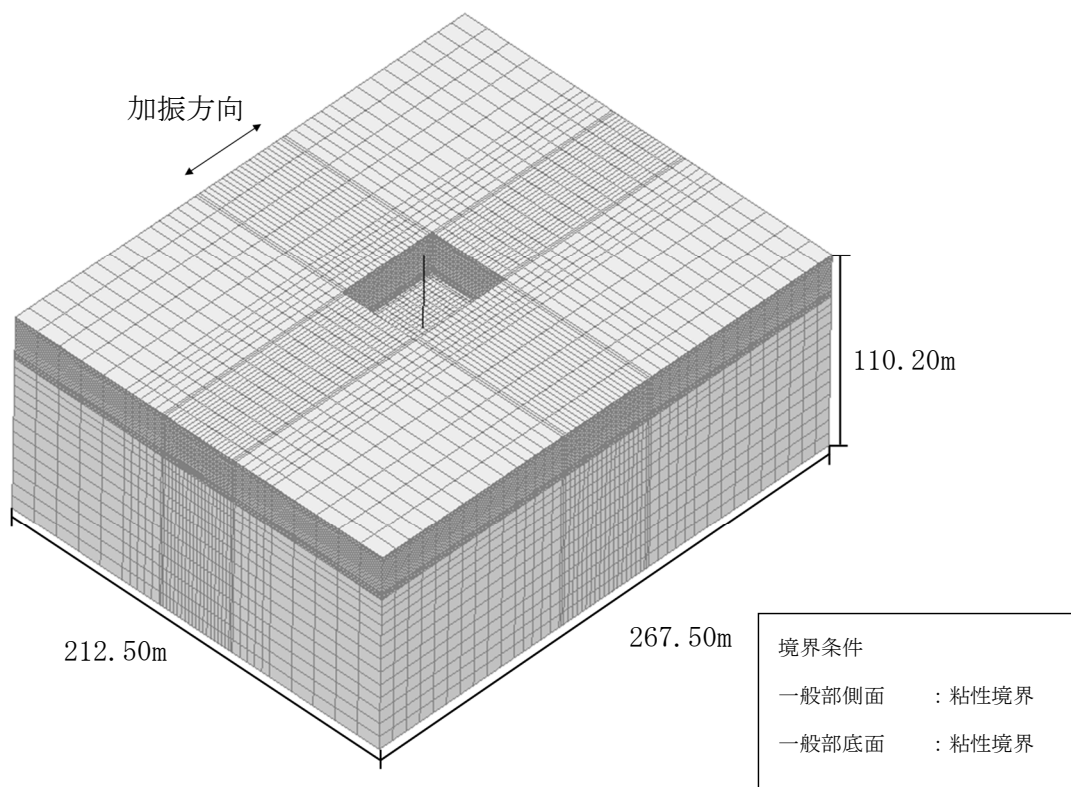 加振方向
110.20m
212.50m
267.50m
境界条件
一般部側面 : 粘性境界
一般部底面 : 粘性境界